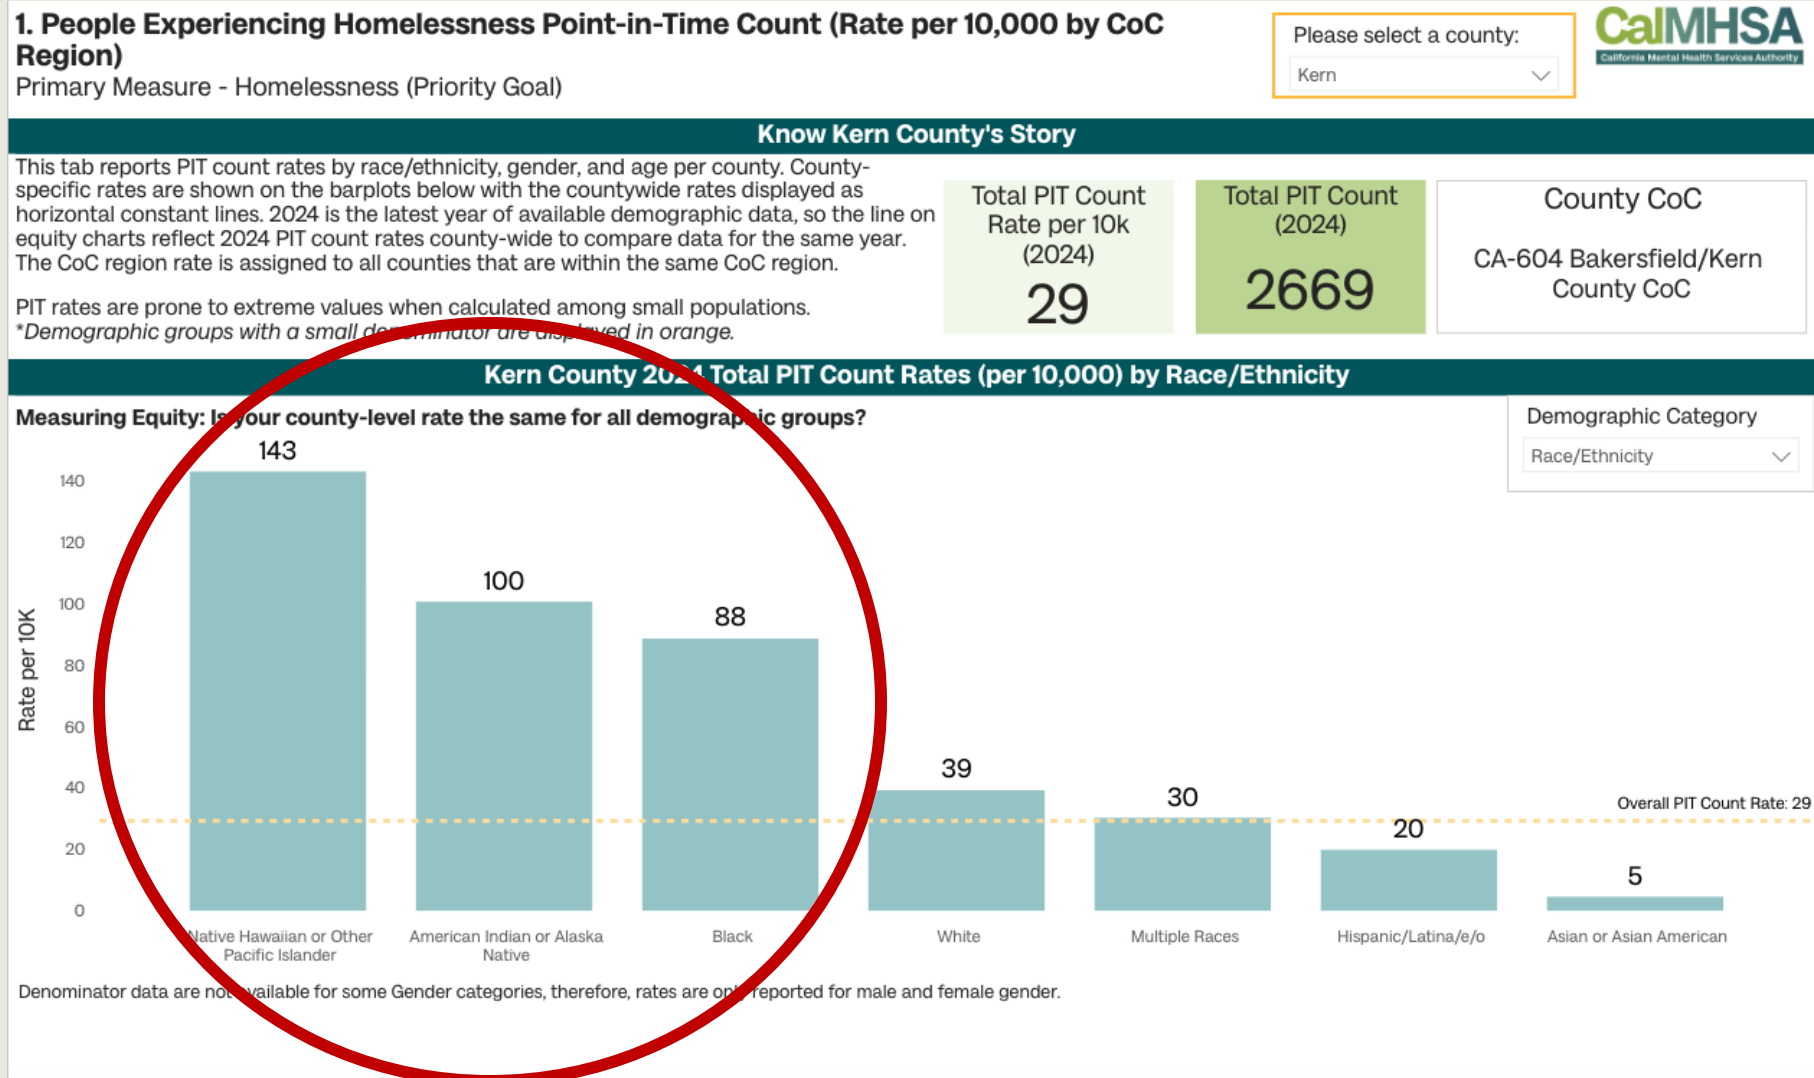 1. People Experiencing Homelessness Point-in-Time Count (Rate per 10,000 by CoC
Region)
Primary Measure - Homelessness (Priority Goal)
Please select a county:
Kern
CalMHSA
California Mental Health Services Authority
Know Kern County's Story
This tab reports PIT count rates by race/ethnicity, gender, and age per county. County-
specific rates are shown on the barplots below with the countywide rates displayed as
horizontal constant lines. 2024 is the latest year of available demographic data, so the line on
equity charts reflect 2024 PIT count rates county-wide to compare data for the same year.
The CoC region rate is assigned to all counties that are within the same CoC region.
PIT rates are prone to extreme values when calculated among small populations.
*Demographic groups with a small denominator are displayed in orange.
Total PIT Count
Rate per 10k
(2024)
29
Total PIT Count
(2024)
2669
County CoC
CA-604 Bakersfield/Kern
County CoC
Kern County 2024 Total PIT Count Rates (per 10,000) by Race/Ethnicity
Measuring Equity: Is your county-level rate the same for all demographic groups?
Demographic Category
Race/Ethnicity
Rate per 10K
140
120
100
80
60
40
20
0
143
100
88
39
30
20
5
Overall PIT Count Rate: 29
Native Hawaiian or Other
Pacific Islander
American Indian or Alaska
Native
Black
White
Multiple Races
Hispanic/Latina/e/o
Asian or Asian American
Denominator data are not available for some Gender categories, therefore, rates are only reported for male and female gender.